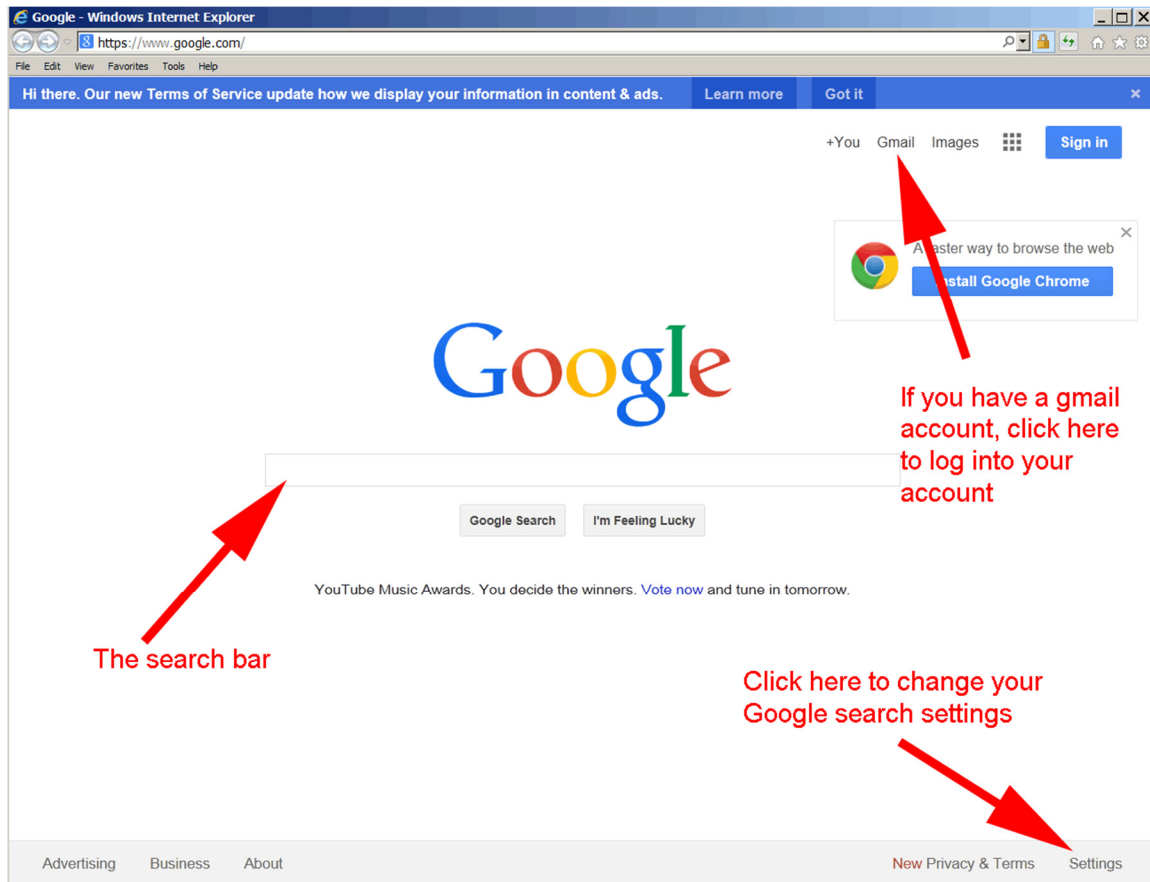 Google - Windows Internet Explorer
https://www.google.com/
File Edit View Favorites Tools Help
Hi there. Our new Terms of Service update how we display your information in content & ads. Learn more Got it
+You Gmail Images Sign in
A faster way to browse the web
Install Google Chrome
Google
If you have a gmail
account, click here
to log into your
account
Google Search I'm Feeling Lucky
YouTube Music Awards. You decide the winners. Vote now and tune in tomorrow.
The search bar
Click here to change your
Google search settings
Advertising Business About New Privacy & Terms Settings